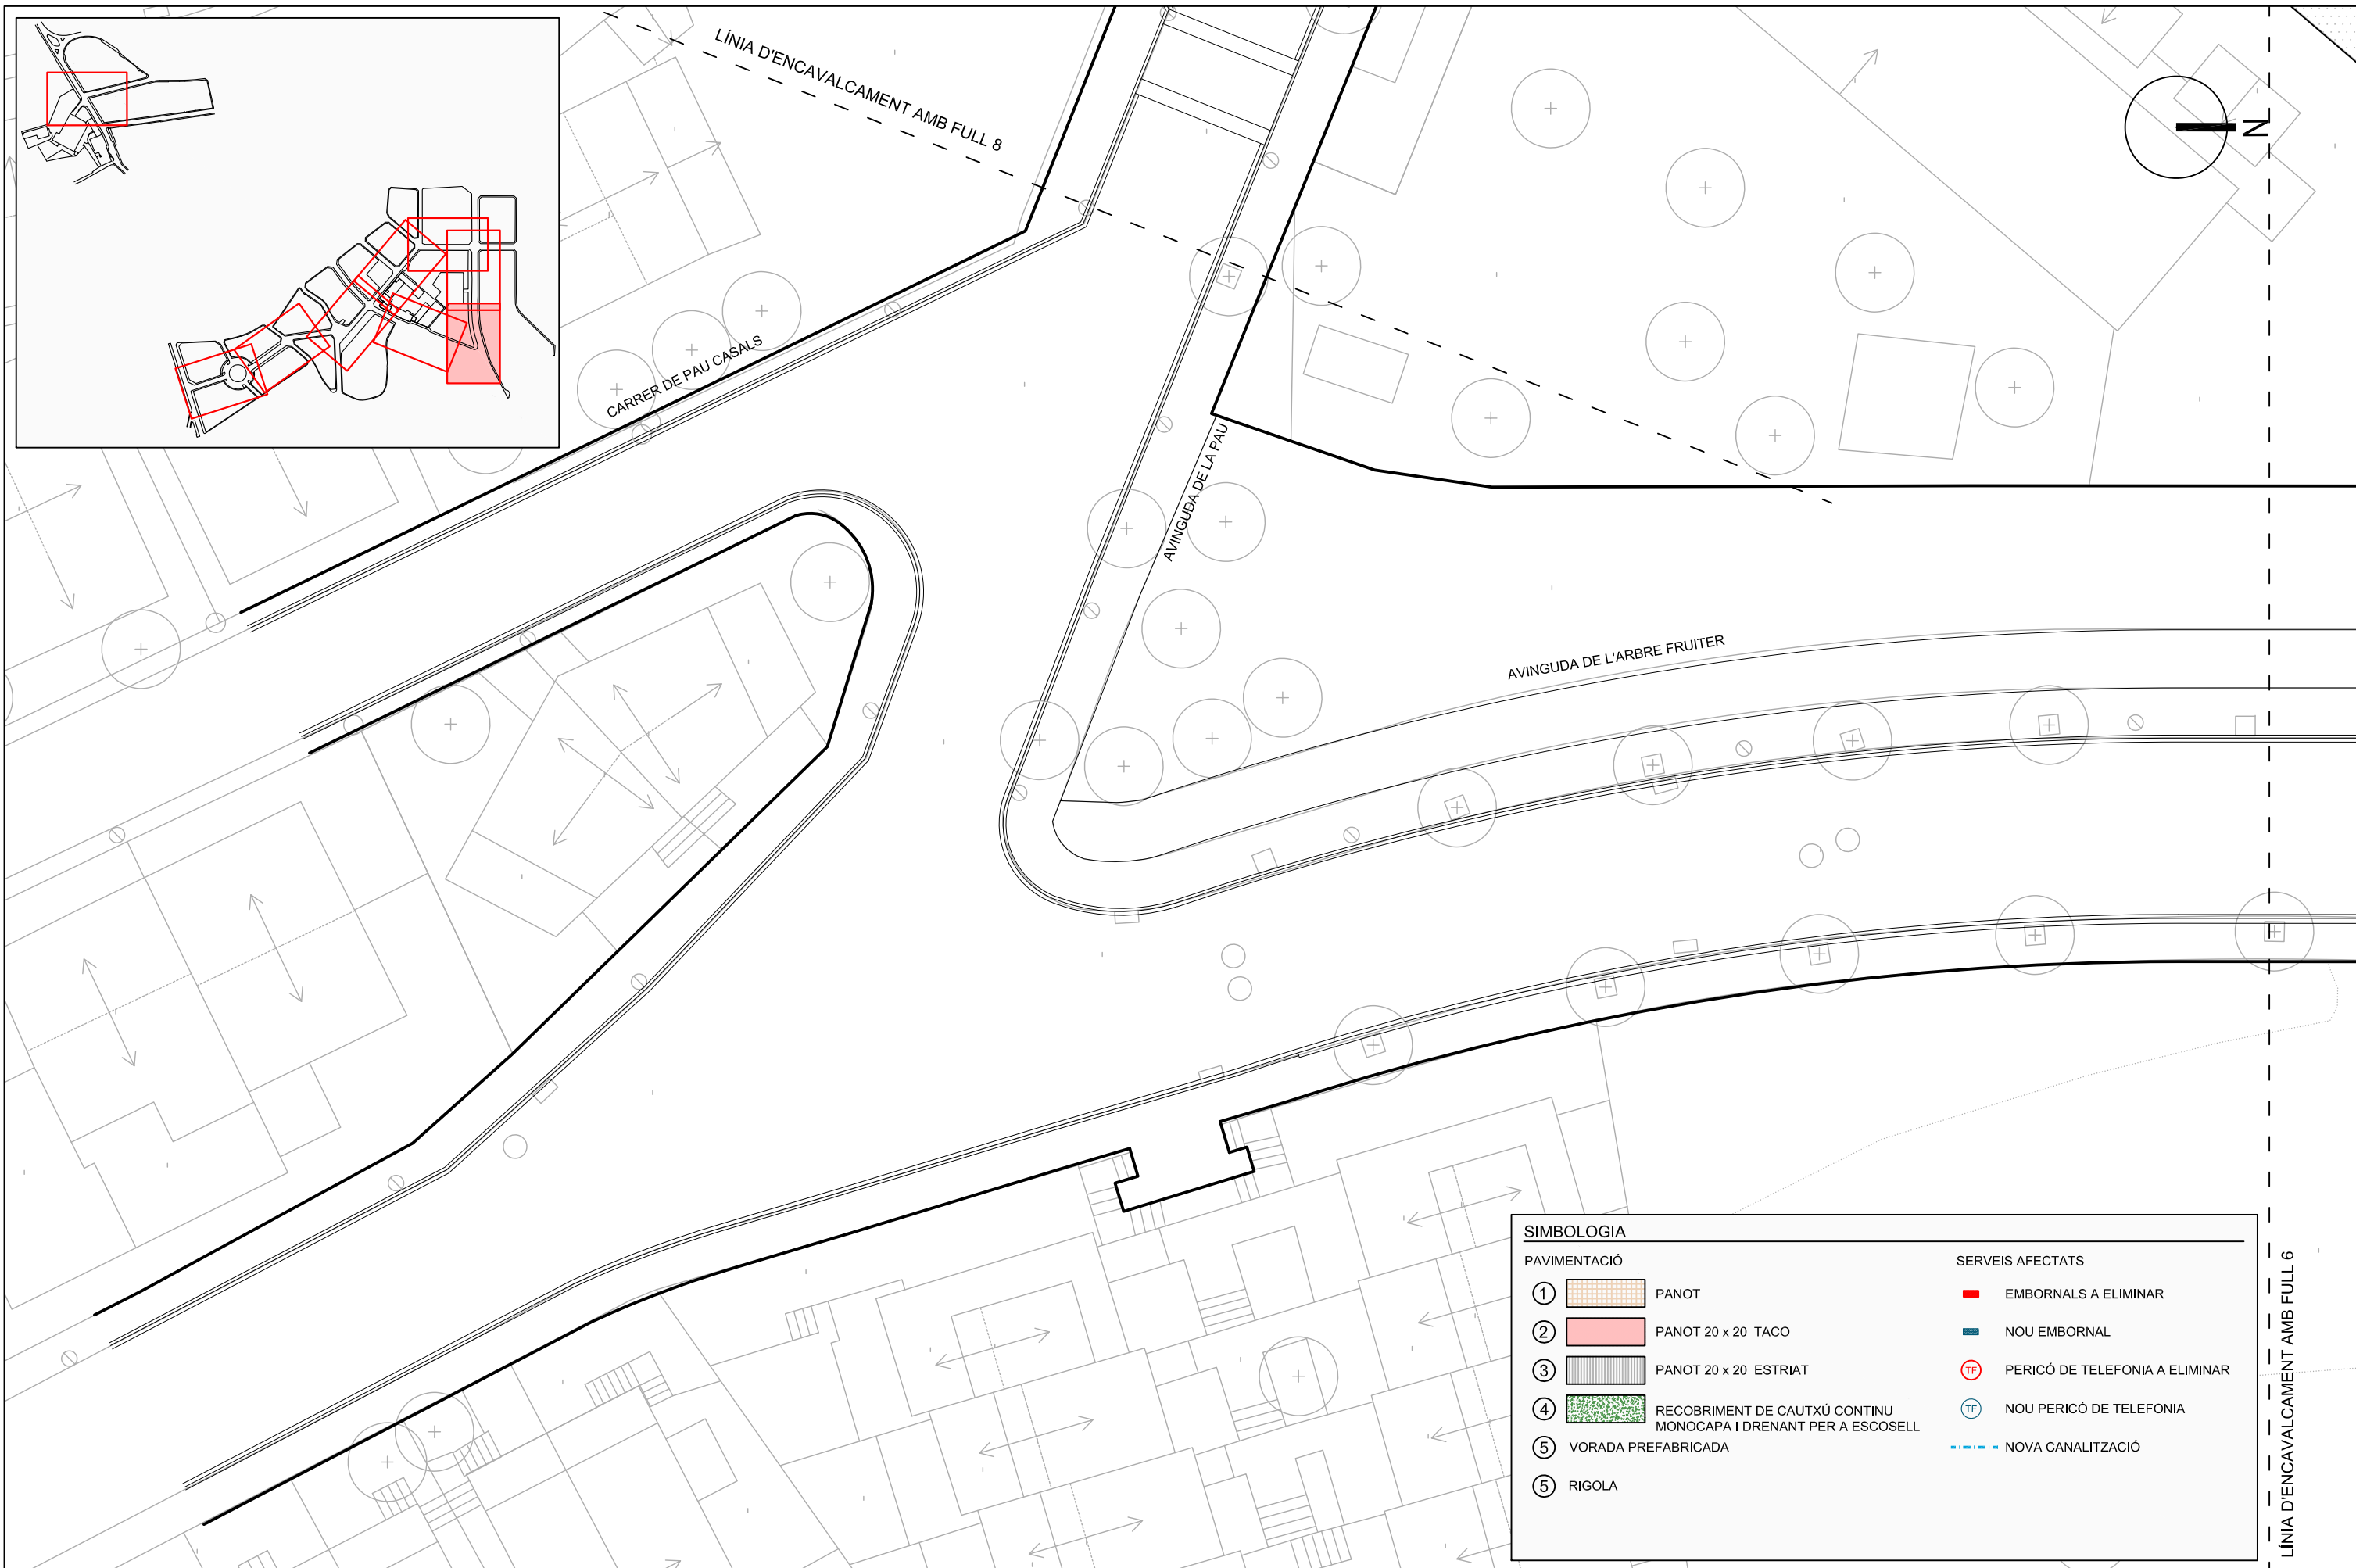 LÍNIA D'ENCAVALCAMENT AMB FULL 8
N
CARRER DE PAU CASALS
AVINGUDA DE LA PAU
AVINGUDA DE L'ARBRE FRUITER
LÍNIA D'ENCAVALCAMENT AMB FULL 6
SIMBOLOGIA
PAVIMENTACIÓ
1 PANOT
2 PANOT 20 x 20 TACO
3 PANOT 20 x 20 ESTRIAT
4 RECOBRIMENT DE CAUTXÚ CONTINU
MONOCAPA I DRENANT PER A ESCOSELL
5 VORADA PREFABRICADA
5 RIGOLA
SERVEIS AFECTATS
EMBORNALS A ELIMINAR
NOU EMBORNAL
TF PERICÓ DE TELEFONIA A ELIMINAR
TF NOU PERICÓ DE TELEFONIA
NOVA CANALITZACIÓ